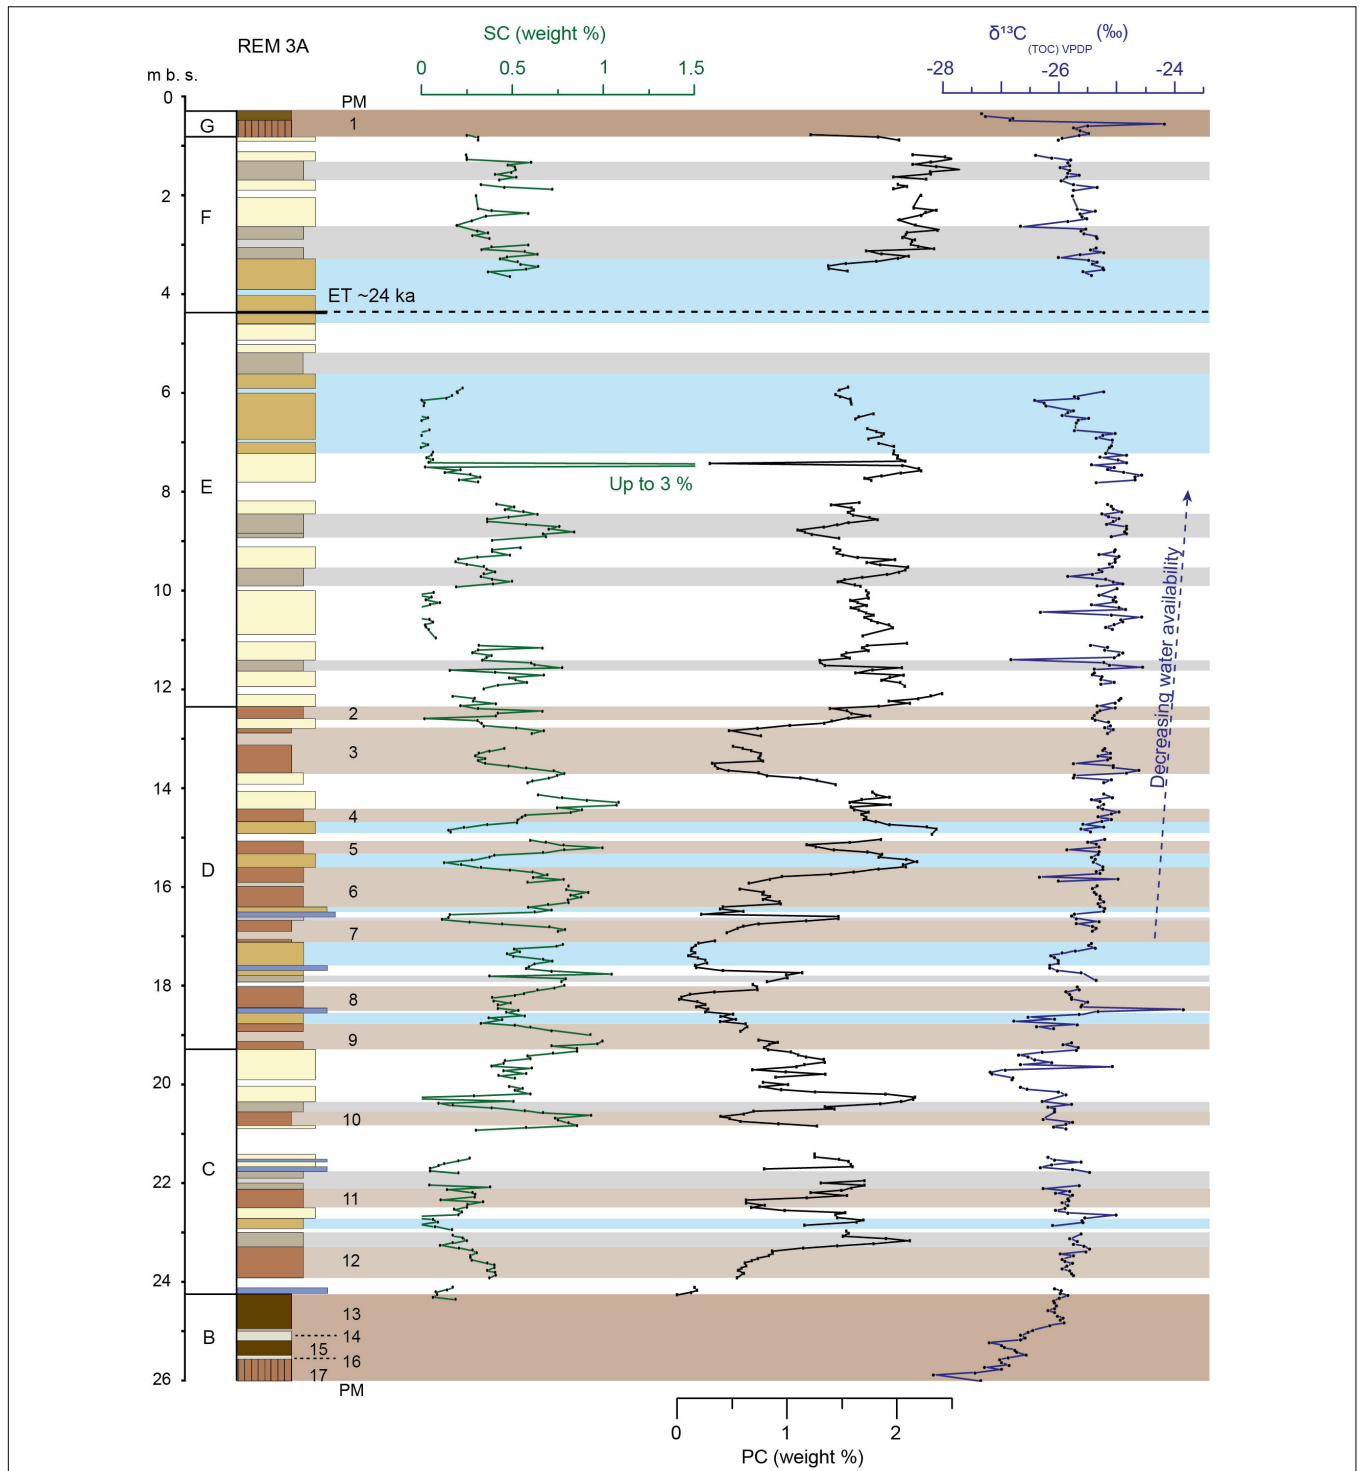 SC (weight %)
δ¹³C (TOC) VPDP (‰)
REM 3A
0 0.5 1 1.5
-28 -26 -24
m b. s.
0
PM
G
1
2
F
4
ET ~24 ka
6
E
Up to 3 %
8
10
Decreasing water availability
12
2
3
14
4
5
D
16
6
7
18
8
9
20
10
C
22
11
12
24
13
B
14
15
16
17
26
PM
0 1 2
PC (weight %)